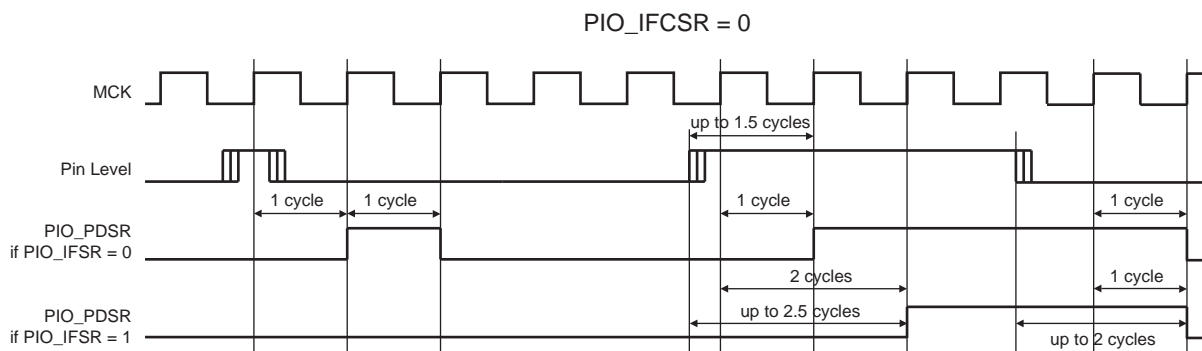 PIO_IFCSR = 0
MCK
up to 1.5 cycles
Pin Level
1 cycle
1 cycle
1 cycle
1 cycle
PIO_PDSR
if PIO_IFSR = 0
2 cycles
1 cycle
PIO_PDSR
if PIO_IFSR = 1
up to 2.5 cycles
up to 2 cycles